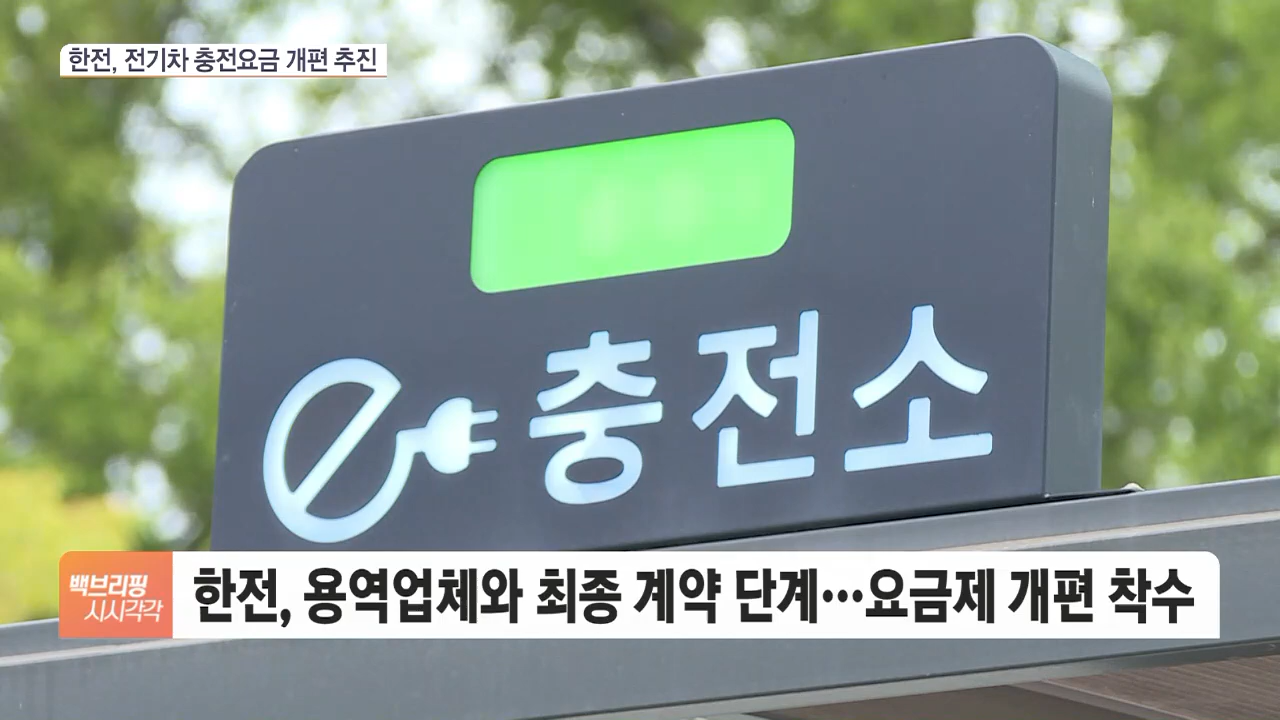 한전, 전기차 충전요금 개편 추진
충전소
백브리핑
시시각각
한전, 용역업체와 최종 계약 단계…요금제 개편 착수